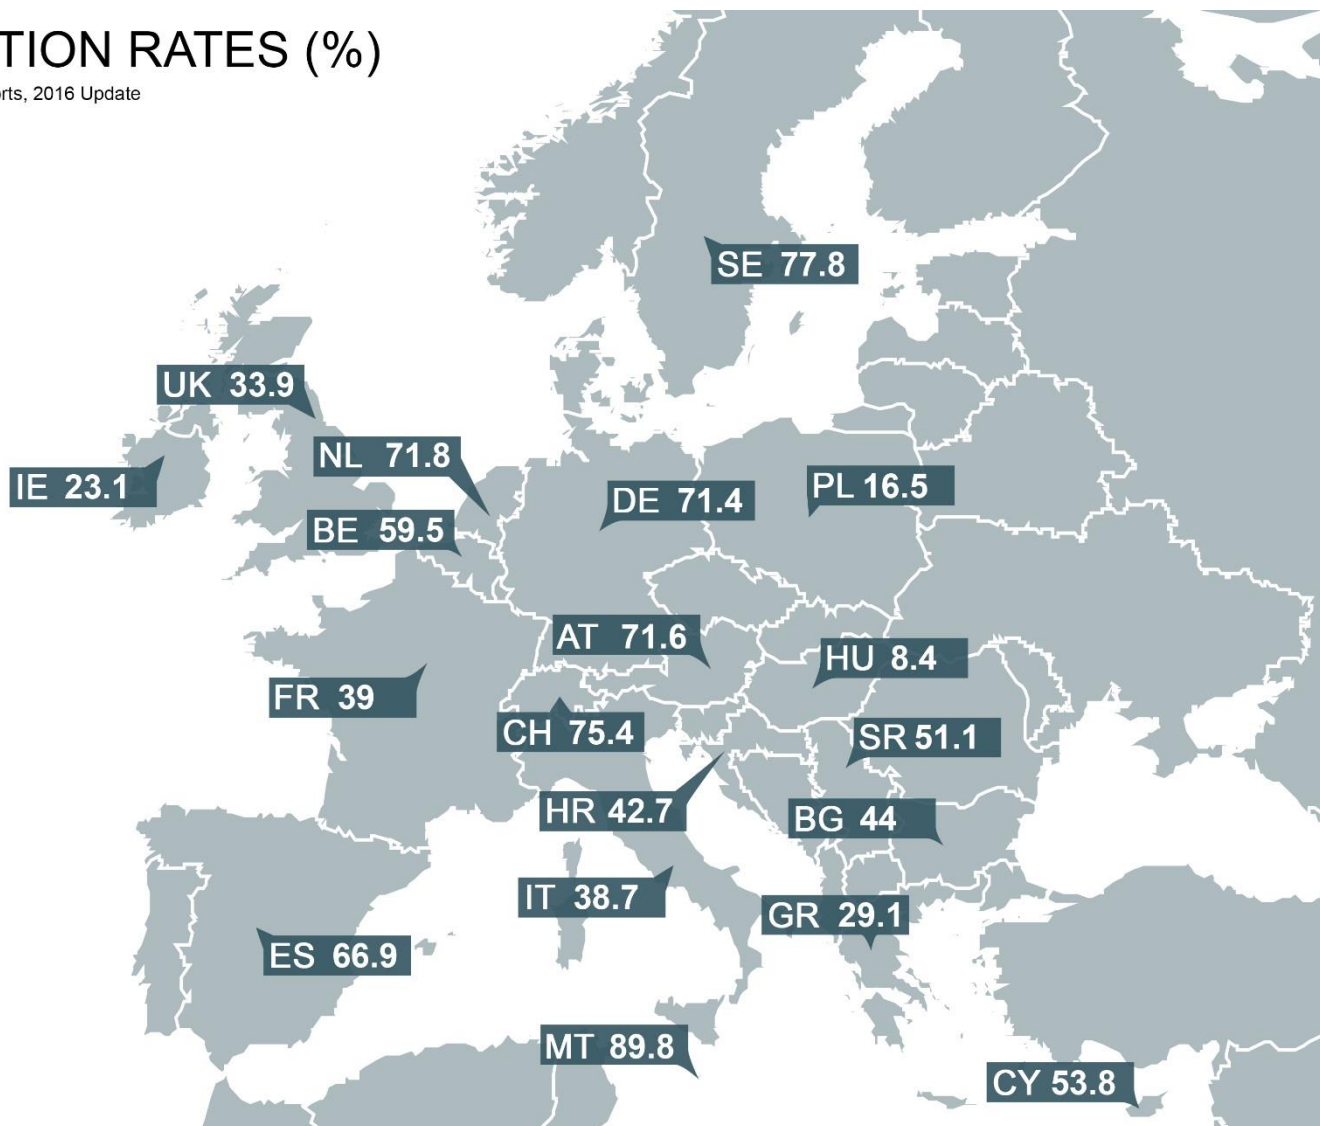 TION RATES (%)
rts, 2016 Update
SE 77.8
UK 33.9
NL 71.8
IE 23.1
DE 71.4
PL 16.5
BE 59.5
AT 71.6
HU 8.4
FR 39
CH 75.4
SR 51.1
HR 42.7
BG 44
IT 38.7
GR 29.1
ES 66.9
MT 89.8
CY 53.8